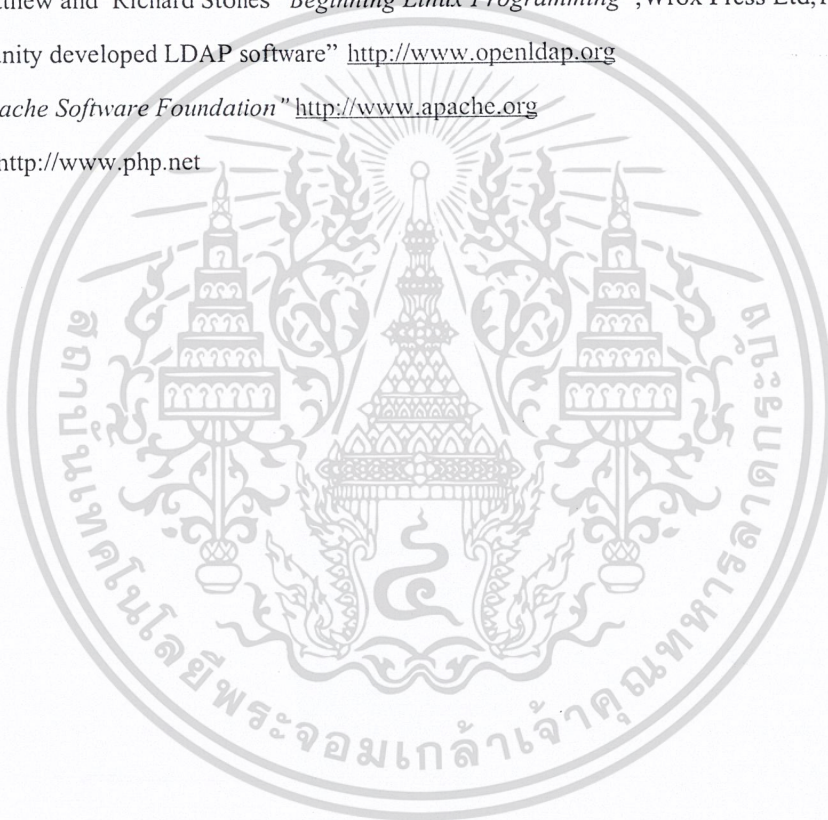 thew and Richard Stones "Beginning Linux Programming", Wrox Press Ltd,
nity developed LDAP software” http://www.openldap.org
ache Software Foundation" http://www.apache.org
http://www.php.net
สถาบันเทคโนโลยีพระจอมเกล้าเจ้าคุณทหารลาดกระบัง
๔